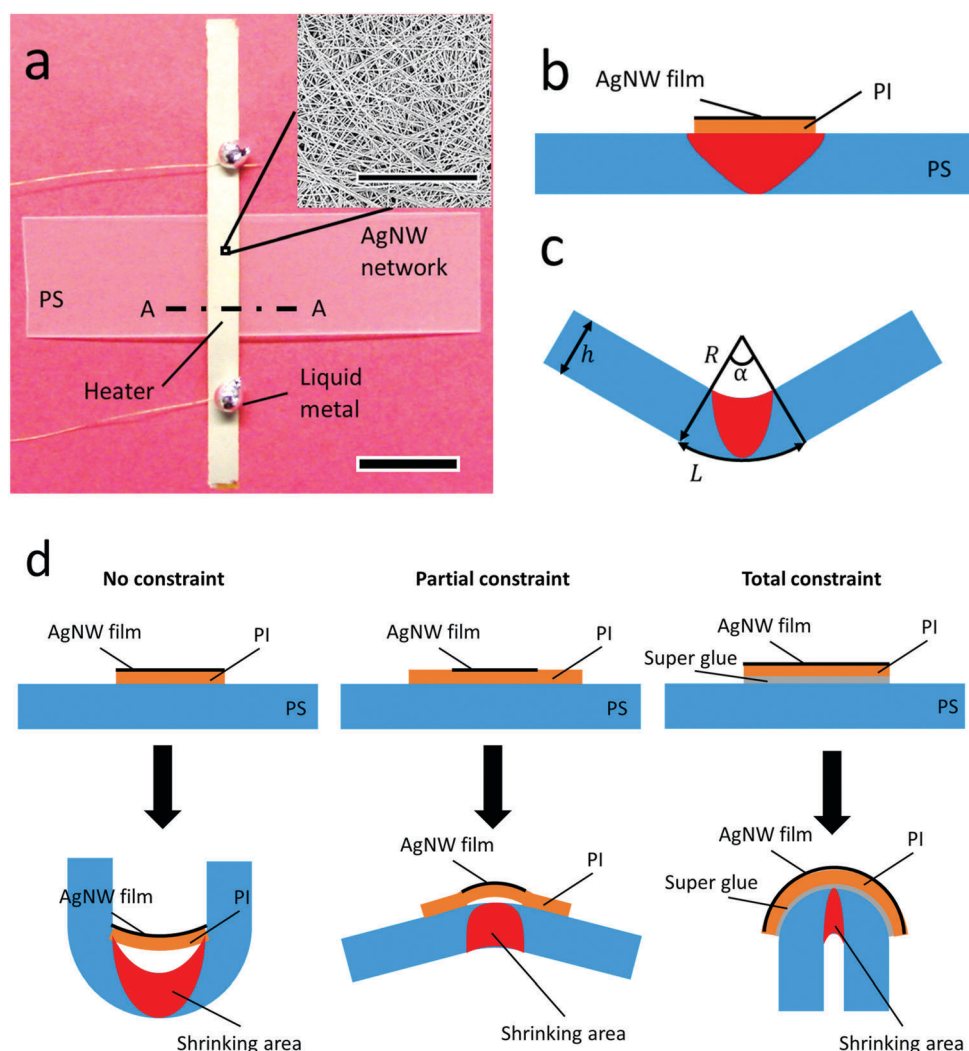 a
AgNW
network
PS
A
A
Heater
Liquid
metal
b
AgNW film
PI
PS
c
h
R
α
L
d
No constraint
AgNW film
PI
PS
AgNW film
PI
Shrinking area
Partial constraint
AgNW film
PI
PS
AgNW film
PI
Shrinking area
Total constraint
AgNW film
Super glue
PI
PS
AgNW film
PI
Super glue
Shrinking area